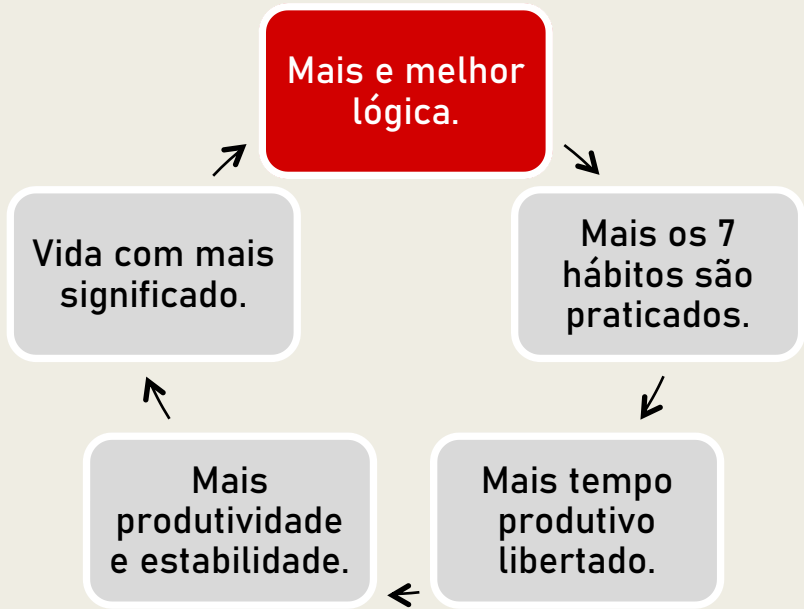 Mais e melhor
lógica.
Mais os 7
hábitos são
praticados.
Mais tempo
produtivo
libertado.
Mais
produtividade
e estabilidade.
Vida com mais
significado.